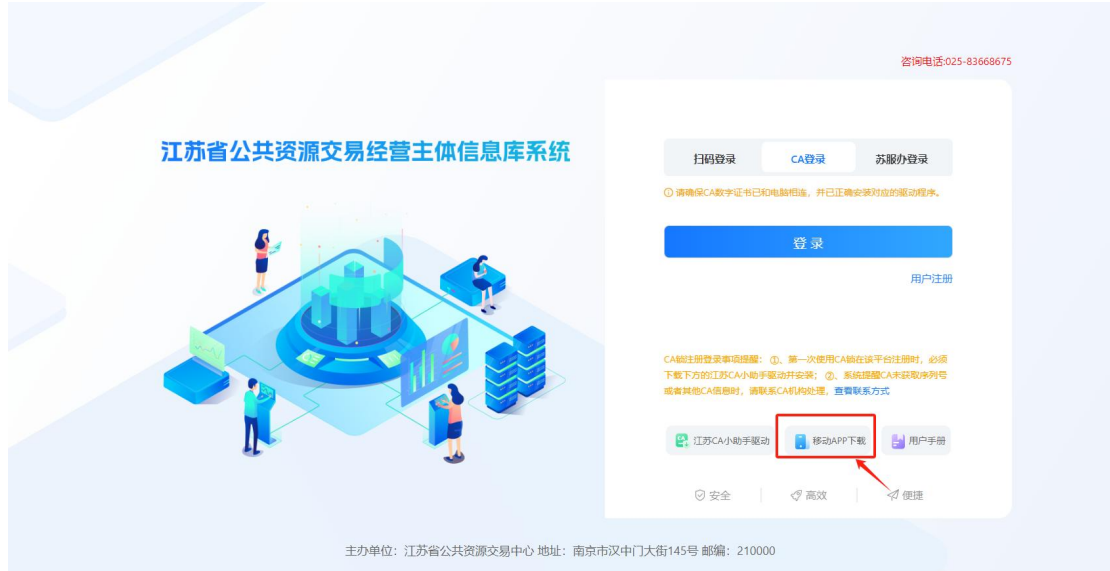 咨询电话:025-83668675
江苏省公共资源交易经营主体信息库系统
扫码登录
CA登录
苏服办登录
请确保CA数字证书已和电脑相连，并已正确安装对应的驱动程序。
登 录
用户注册
CA锁注册登录事项提醒：①、第一次使用CA锁在该平台注册时，必须
下载下方的江苏CA小助手驱动并安装；②、系统提醒CA未获取序列号
或者其他CA信息时，请联系CA机构处理，查看联系方式
江苏CA小助手驱动
移动APP下载
用户手册
安全
高效
便捷
主办单位：江苏省公共资源交易中心 地址：南京市汉中门大街145号 邮编：210000